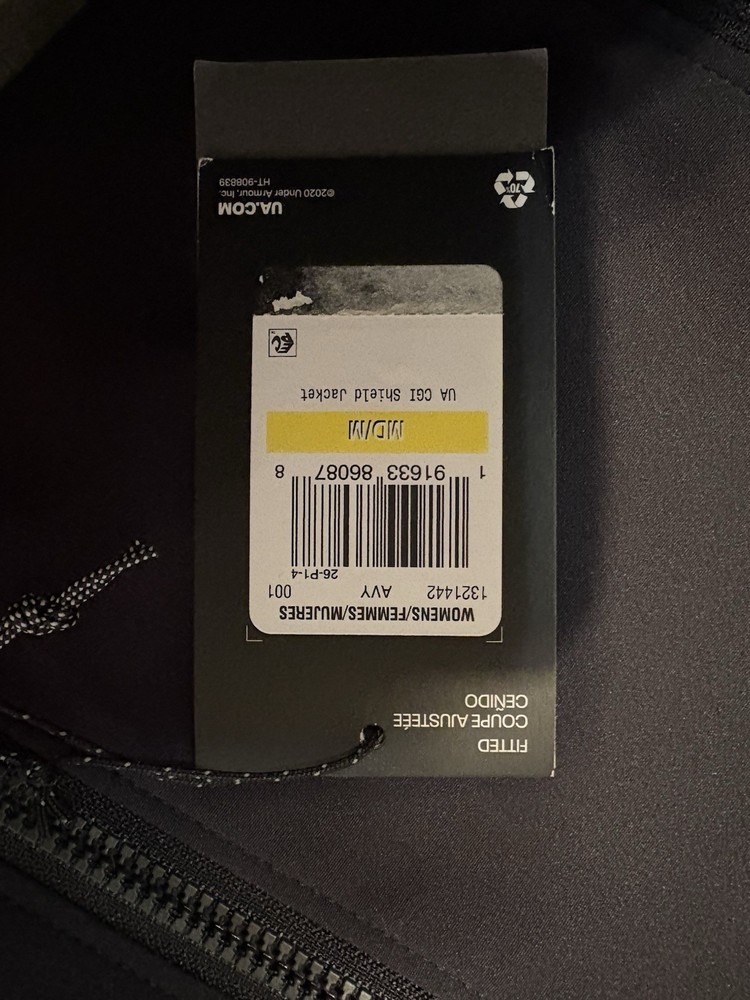 FITTED
COUPE AJUSTEÉE
CEÑIDO
WOMENS/FEMMES/MUJERES
1321442 AVY 001
26-P1-4
1 91633 86087 8
MD/M
UA CGI Shield Jacket
UA.COM
©2020 Under Armour, Inc.
HT-908839
70%